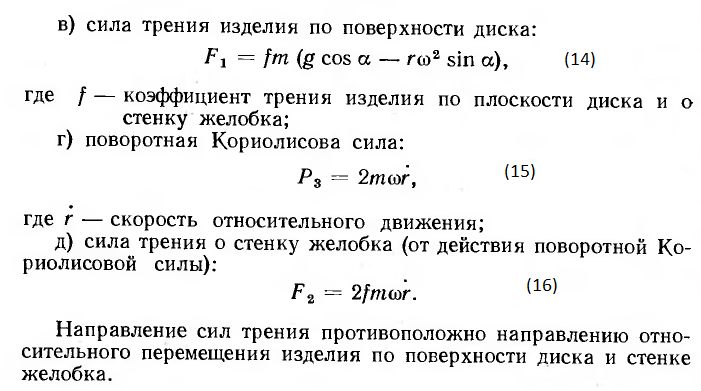 в) сила трения изделия по поверхности диска:
F₁ = fm (g cos α — rω² sin α), (14)
где f — коэффициент трения изделия по плоскости диска и о
стенку желобка;
г) поворотная Кориолисова сила:
P₃ = 2mωṙ, (15)
где ṙ — скорость относительного движения;
д) сила трения о стенку желобка (от действия поворотной Ко-
риолисовой силы):
F₂ = 2fmωṙ. (16)
Направление сил трения противоположно направлению отно-
сительного перемещения изделия по поверхности диска и стенке
желобка.